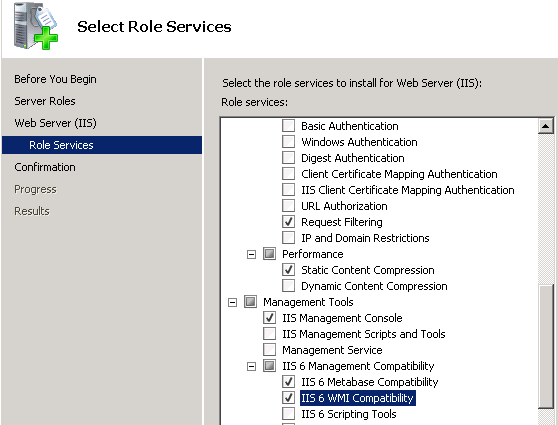 Select Role Services
Before You Begin
Server Roles
Web Server (IIS)
Role Services
Confirmation
Progress
Results
Select the role services to install for Web Server (IIS):
Role services:
Basic Authentication
Windows Authentication
Digest Authentication
Client Certificate Mapping Authentication
IIS Client Certificate Mapping Authentication
URL Authorization
Request Filtering
IP and Domain Restrictions
Performance
Static Content Compression
Dynamic Content Compression
Management Tools
IIS Management Console
IIS Management Scripts and Tools
Management Service
IIS 6 Management Compatibility
IIS 6 Metabase Compatibility
IIS 6 WMI Compatibility
IIS 6 Scripting Tools